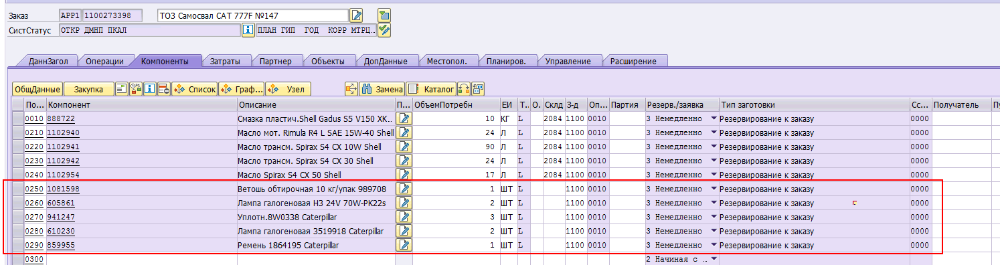 Заказ APP1 1100273398 ТОЗ Самосвал CAT 777F №147
СистСтатус ОТКР ДМНП ПКАЛ ПЛАН ГИП ГОД КОРР МТРЦ...
ДаннЗагол Операции Компоненты Затраты Партнер Объекты ДопДанные Местопол. Планиров. Управление Расширение
ОбщДанные Закупка Список Граф... Узел Замена Каталог
По... Компонент Описание П... ОбъемПотребн ЕИ Т.. О. Склд З-д Оп... Партия Резерв./заявка Тип заготовки Сс... Получатель Пу
0010 888722 Смазка пластич.Shell Gadus S5 V150 XK... 10 КГ L 2084 1100 0010 3 Немедленно Резервирование к заказу 0000
0210 1102940 Масло мот. Rimula R4 L SAE 15W-40 Shell 24 Л L 2084 1100 0010 3 Немедленно Резервирование к заказу 0000
0220 1102941 Масло трансм. Spirax S4 CX 10W Shell 90 Л L 2084 1100 0010 3 Немедленно Резервирование к заказу 0000
0230 1102942 Масло трансм. Spirax S4 CX 30 Shell 24 Л L 2084 1100 0010 3 Немедленно Резервирование к заказу 0000
0240 1102954 Масло Spirax S4 CX 50 Shell 17 Л L 2084 1100 0010 3 Немедленно Резервирование к заказу 0000
0250 1081598 Ветошь обтирочная 10 кг/упак 989708 1 ШТ L 1100 0010 3 Немедленно Резервирование к заказу 0000
0260 605861 Лампа галогеновая H3 24V 70W-PK22s 2 ШТ L 1100 0010 3 Немедленно Резервирование к заказу 0000
0270 941247 Уплотн.8W0338 Caterpillar 3 ШТ L 1100 0010 3 Немедленно Резервирование к заказу 0000
0280 610230 Лампа галогеновая 3519918 Caterpillar 2 ШТ L 1100 0010 3 Немедленно Резервирование к заказу 0000
0290 859955 Ремень 1864195 Caterpillar 1 ШТ L 1100 0010 3 Немедленно Резервирование к заказу 0000
0300 2 Начиная с ...